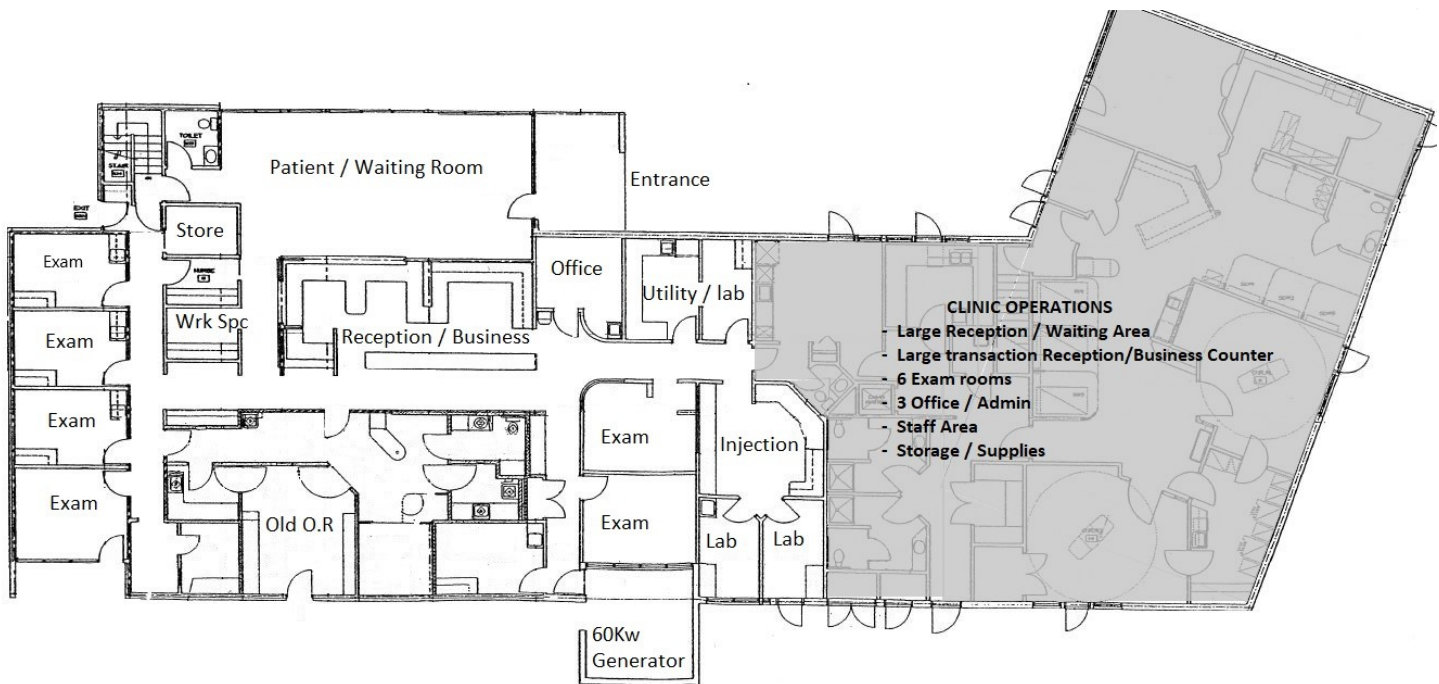 TOILET
STAIR
Patient / Waiting Room
Entrance
EXIT
Store
Exam
NURSE
Office
Utility / lab
Wrk Spc
Exam
Reception / Business
CLINIC OPERATIONS
- Large Reception / Waiting Area
- Large transaction Reception/Business Counter
- 6 Exam rooms
- 3 Office / Admin
- Staff Area
- Storage / Supplies
Exam
Exam
Injection
Exam
Old O.R
Exam
Lab
Lab
60Kw
Generator